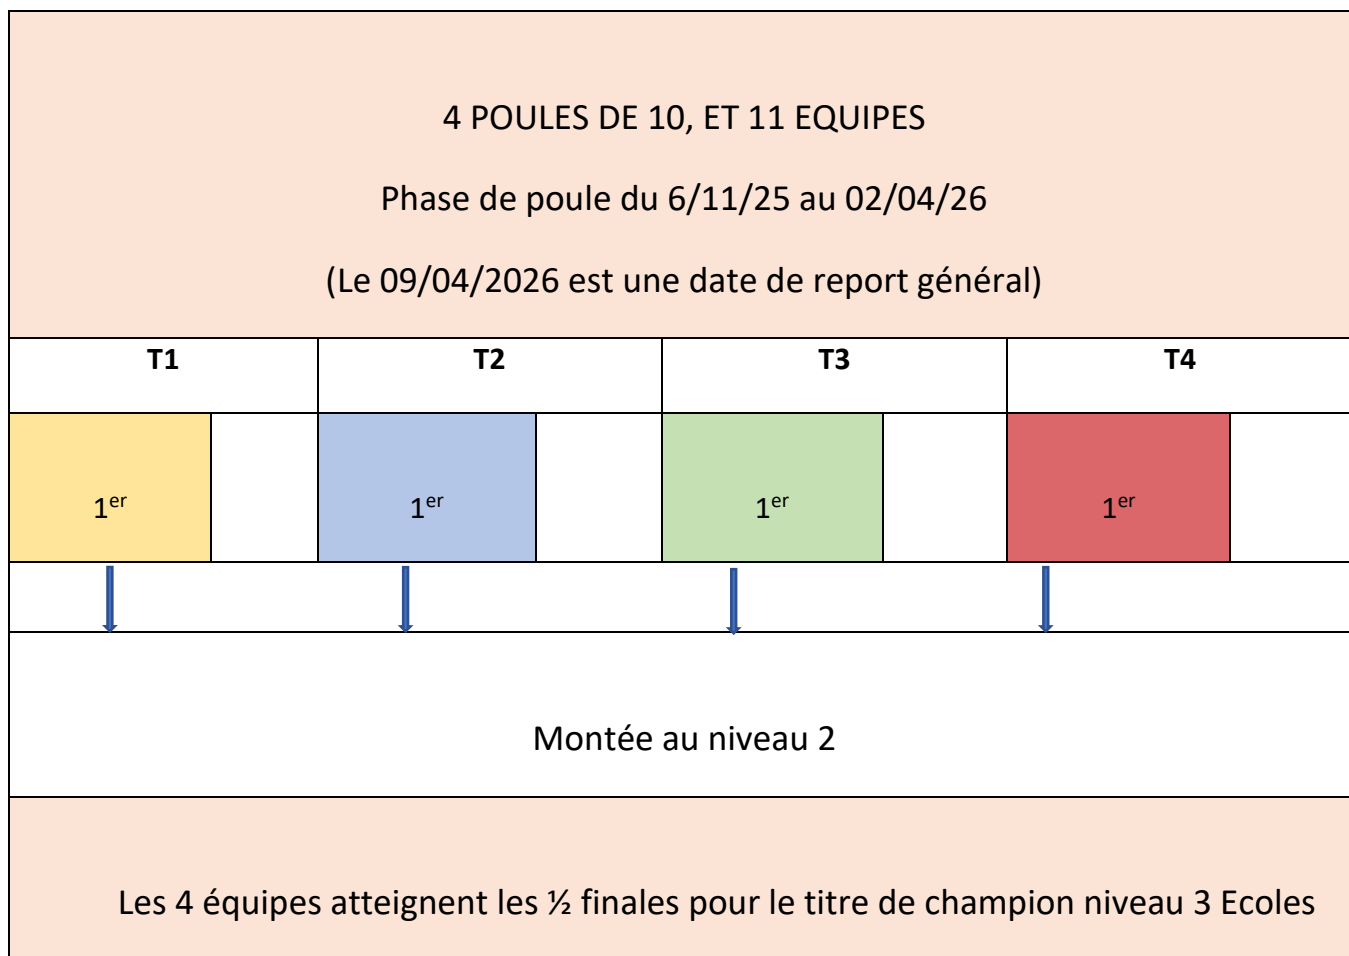 4 POULES DE 10, ET 11 EQUIPES
Phase de poule du 6/11/25 au 02/04/26
(Le 09/04/2026 est une date de report général)
T1 T2 T3 T4
1er 1er 1er 1er
Montée au niveau 2
Les 4 équipes atteignent les ½ finales pour le titre de champion niveau 3 Ecoles